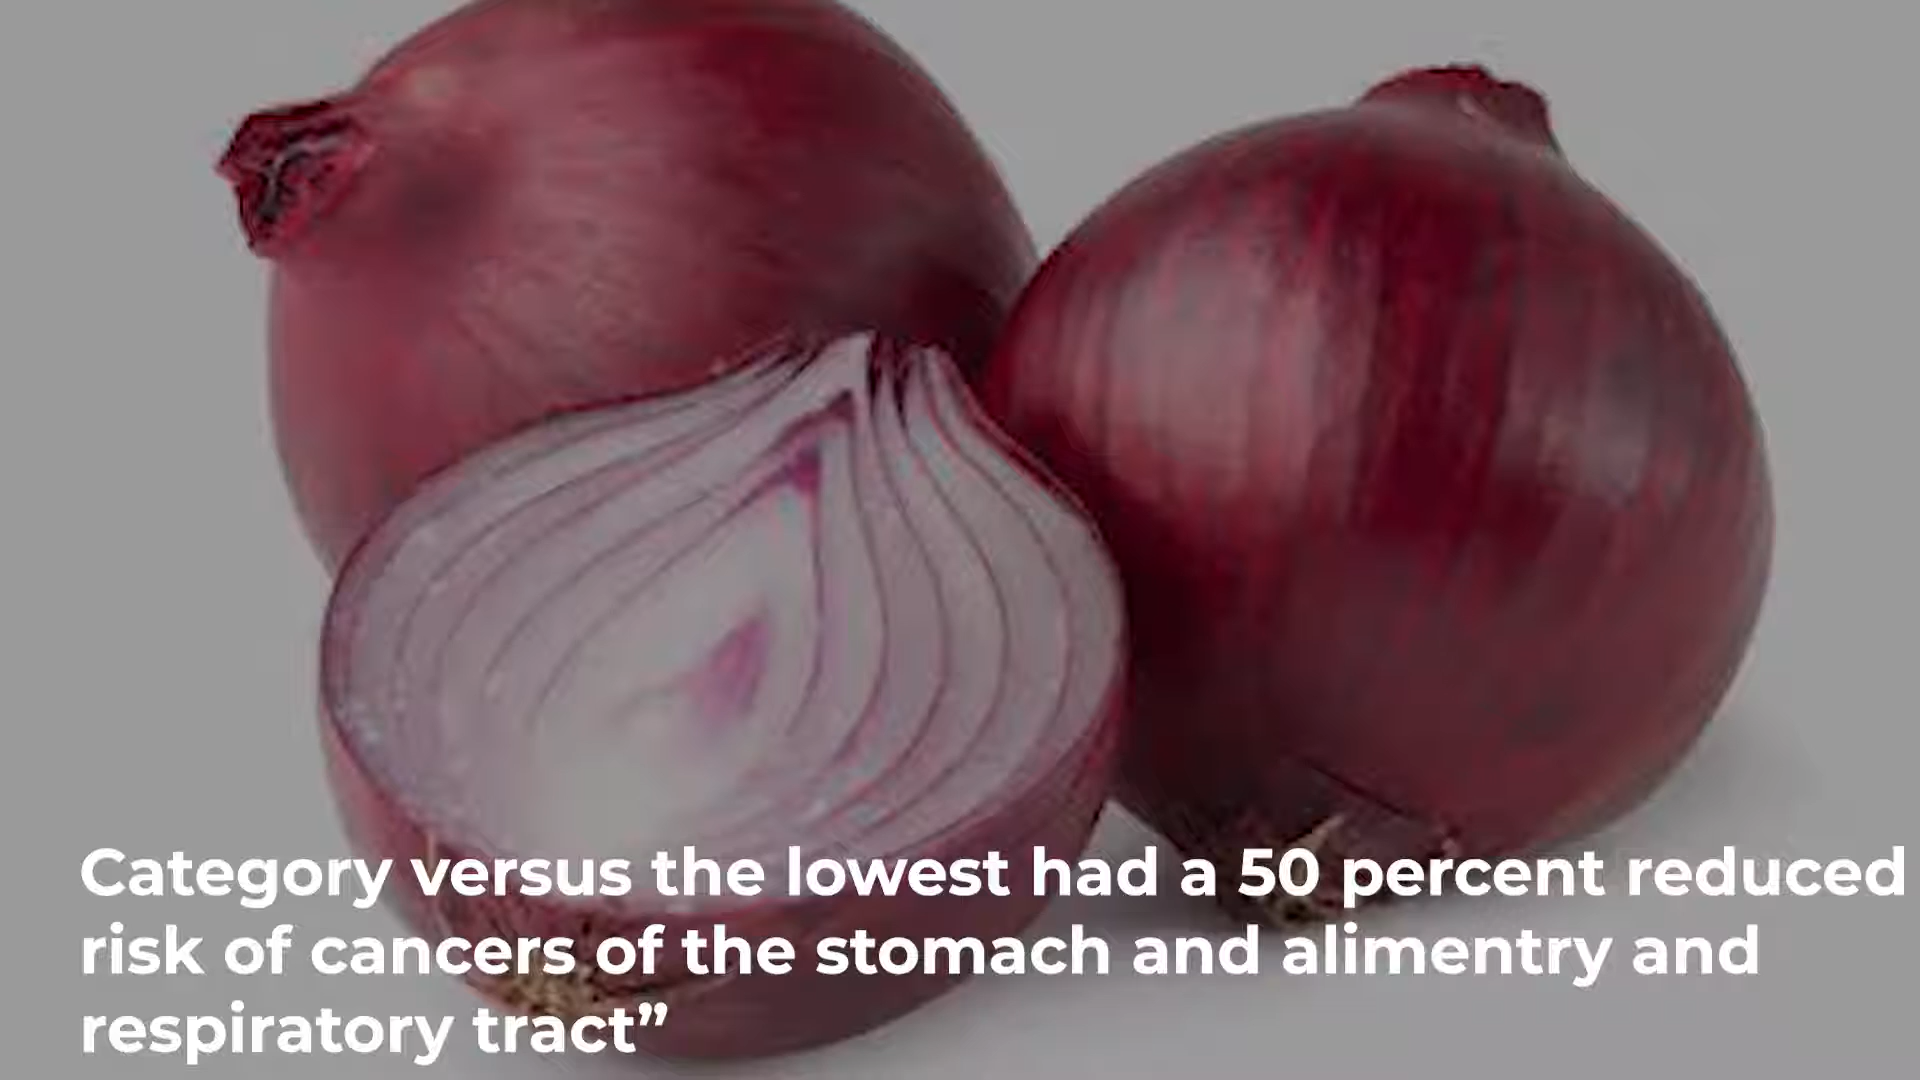 Category versus the lowest had a 50 percent reduced
risk of cancers of the stomach and alimentry and
respiratory tract”